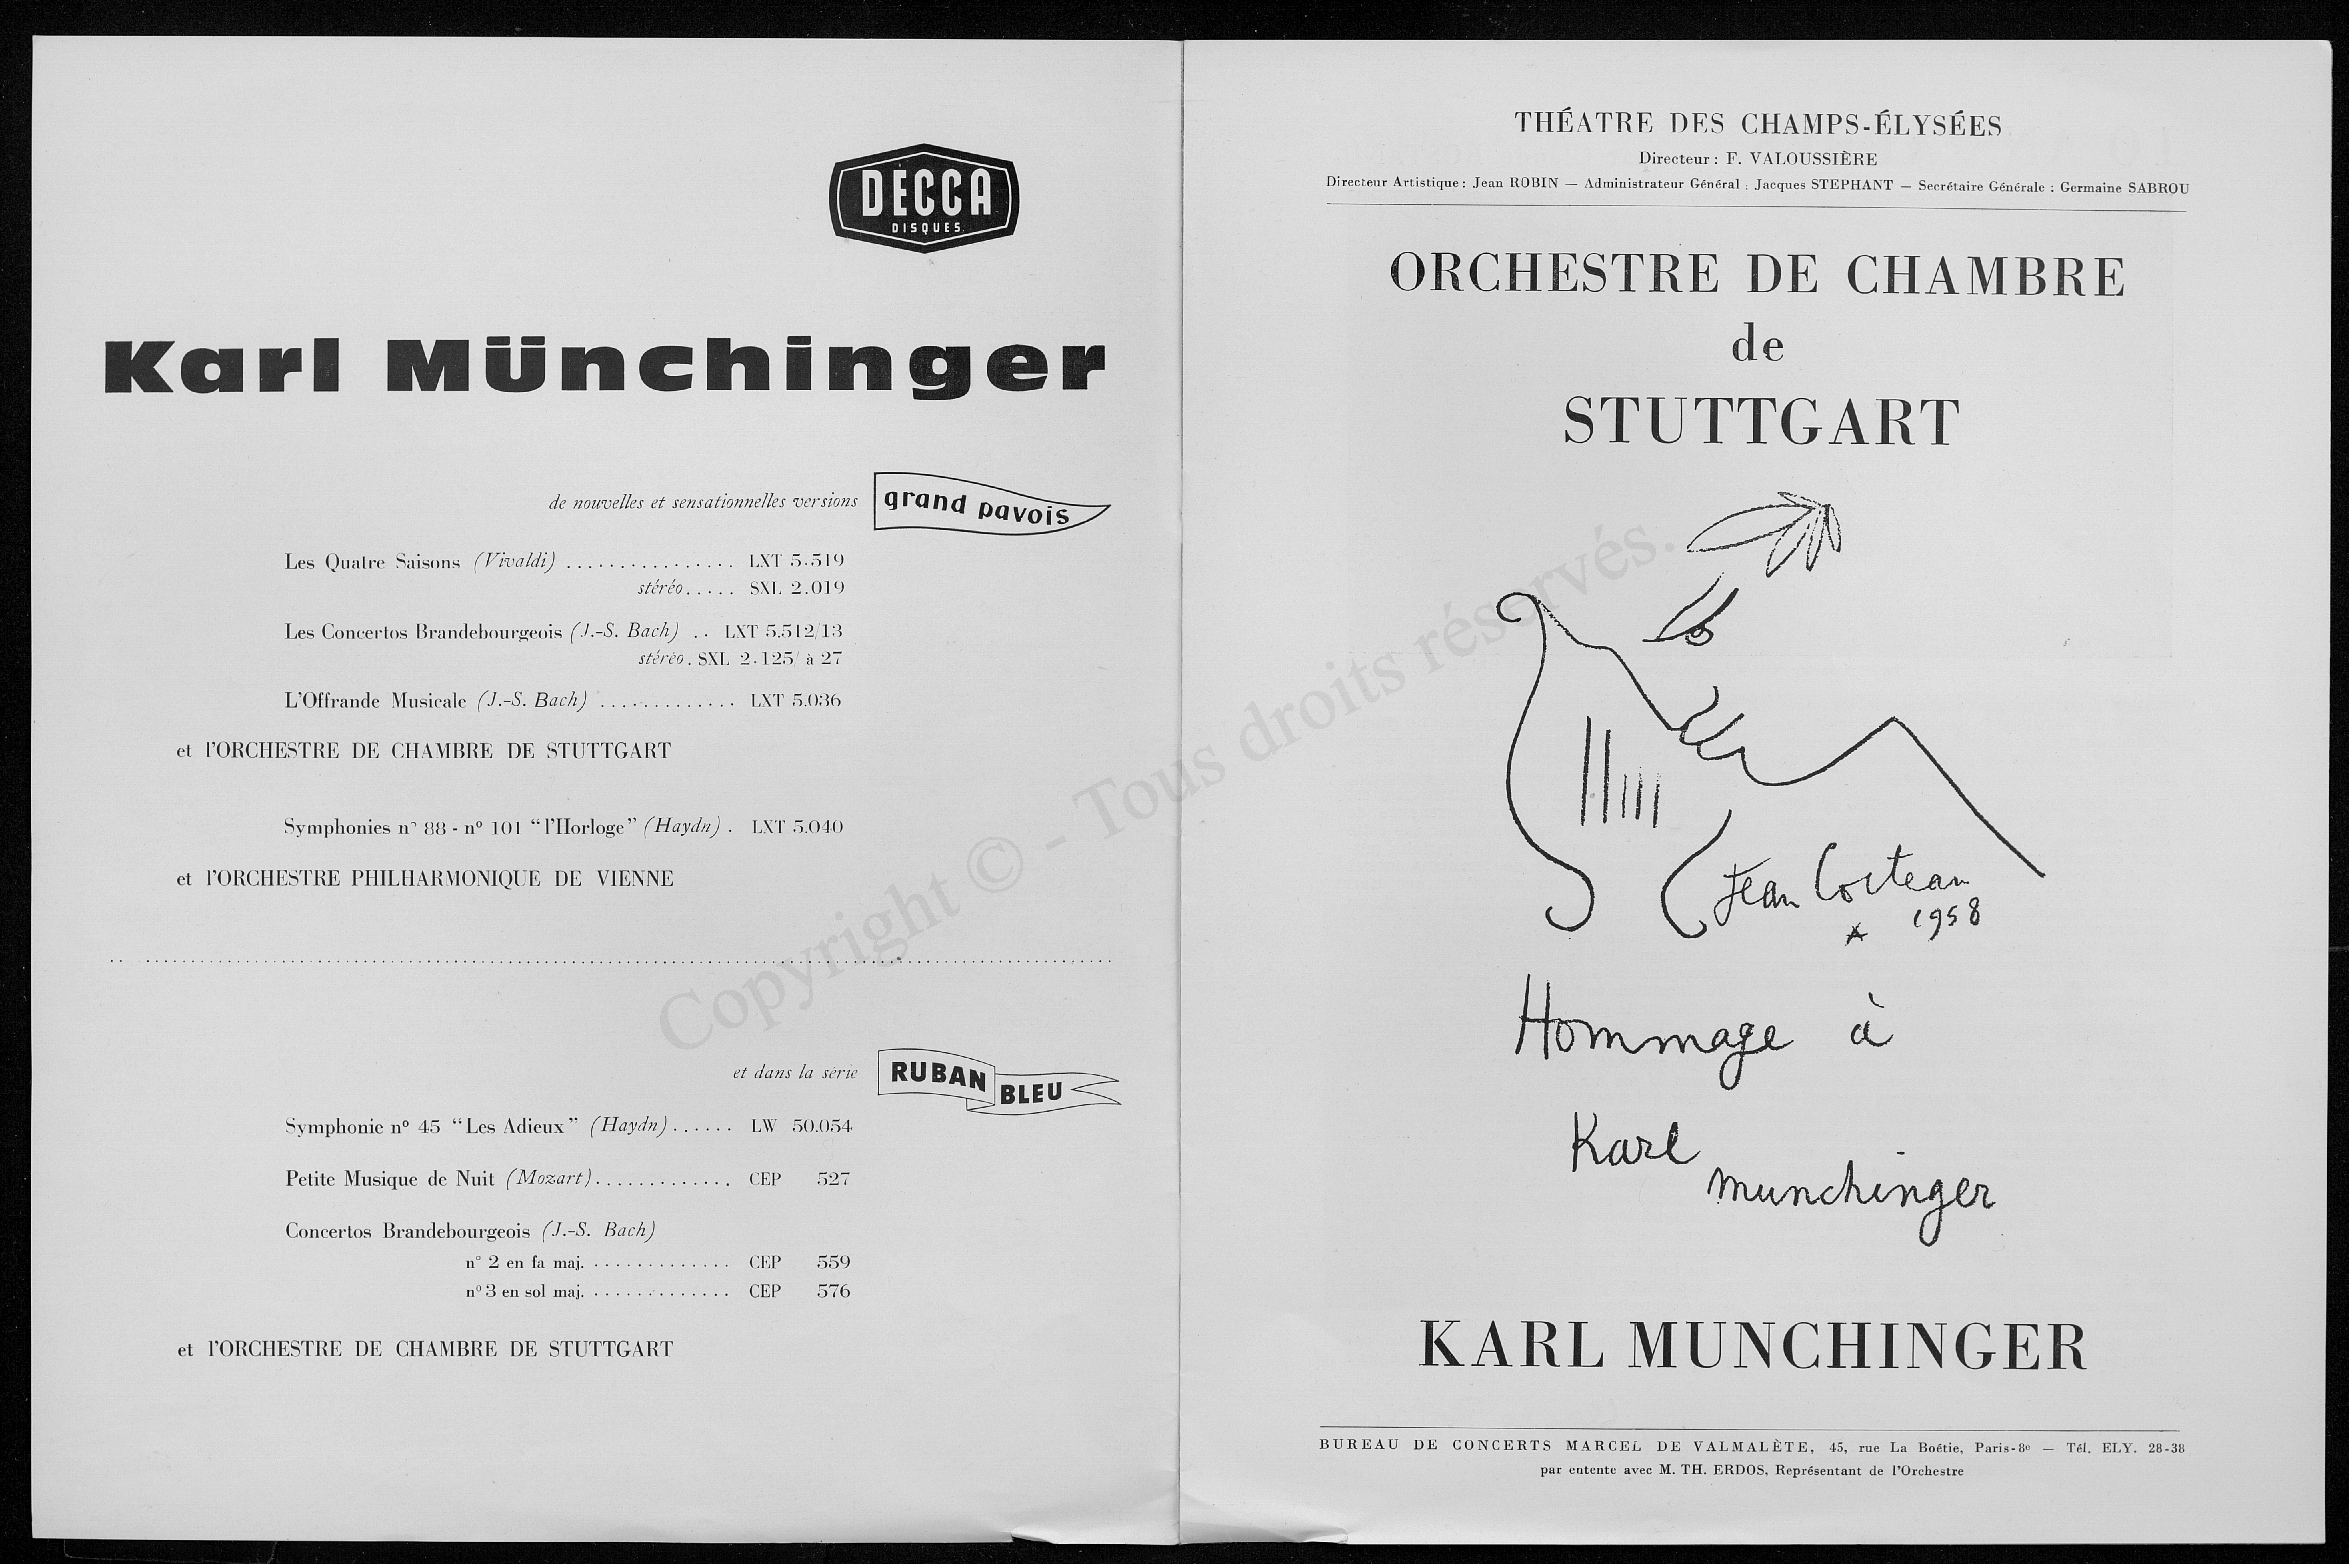 DECCA
DISQUES
Karl Münchinger
de nouvelles et sensationnelles versions grand pavois
Les Quatre Saisons (Vivaldi) ................ LXT 5.519
stéréo..... SXL 2.019
Les Concertos Brandebourgeois (J.-S. Bach) .. LXT 5.512/13
stéréo. SXL 2.125/ à 27
L'Offrande Musicale (J.-S. Bach) ............. LXT 5.036
et l'ORCHESTRE DE CHAMBRE DE STUTTGART
Symphonies n° 88 - n° 101 "l'Horloge" (Haydn) . LXT 5.040
et l'ORCHESTRE PHILHARMONIQUE DE VIENNE
et dans la série RUBAN BLEU
Symphonie n° 45 "Les Adieux" (Haydn)...... LW 50.054
Petite Musique de Nuit (Mozart)............. CEP 527
Concertos Brandebourgeois (J.-S. Bach)
n° 2 en fa maj. ............. CEP 559
n° 3 en sol maj. ............. CEP 576
et l'ORCHESTRE DE CHAMBRE DE STUTTGART
THÉATRE DES CHAMPS-ÉLYSÉES
Directeur : F. VALOUSSIÈRE
Directeur Artistique : Jean ROBIN — Administrateur Général : Jacques STEPHANT — Secrétaire Générale : Germaine SABROU
ORCHESTRE DE CHAMBRE
de
STUTTGART
Jean Cocteau
* 1958
Hommage à
Karl
munchinger
KARL MUNCHINGER
BUREAU DE CONCERTS MARCEL DE VALMALÈTE, 45, rue La Boétie, Paris-8e — Tél. ELY. 28-38
par entente avec M. TH. ERDOS, Représentant de l'Orchestre
Copyright © - Tous droits réservés.